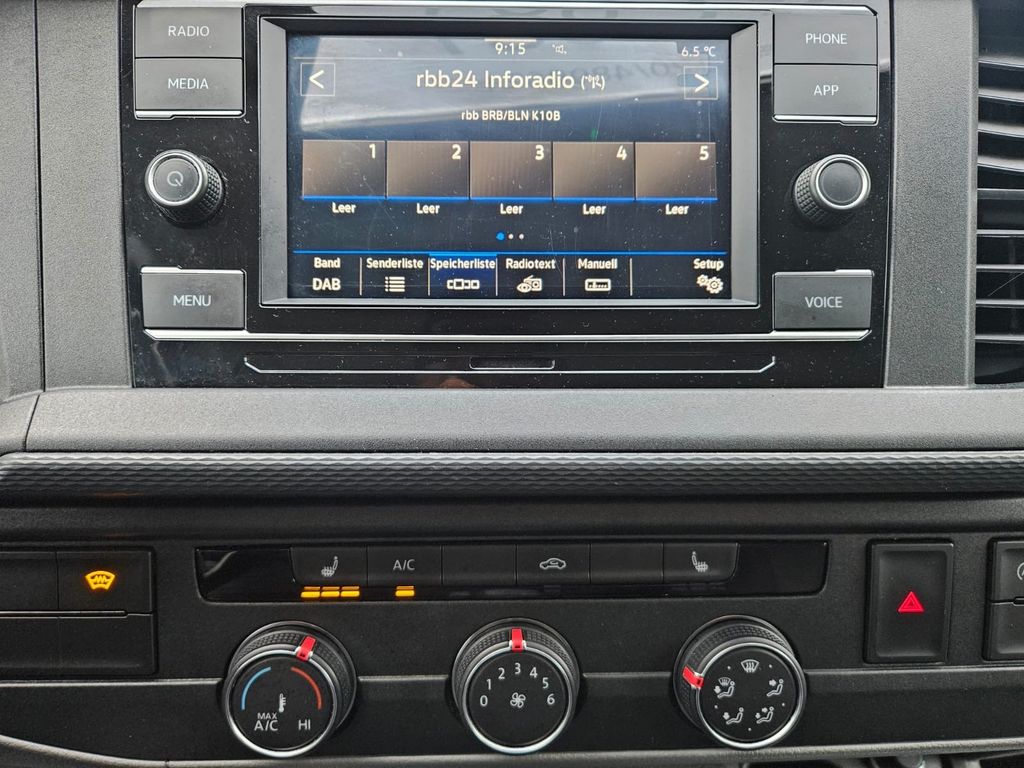 RADIO
MEDIA
MENU
PHONE
APP
VOICE
9:15
6.5 °C
< rbb24 Inforadio >
rbb BRB/BLN K10B
1 2 3 4 5
Leer Leer Leer Leer Leer
Band Senderliste Speicherliste Radiotext Manuell Setup
DAB
A/C
MAX
A/C HI
0 1 2 3 4 5 6